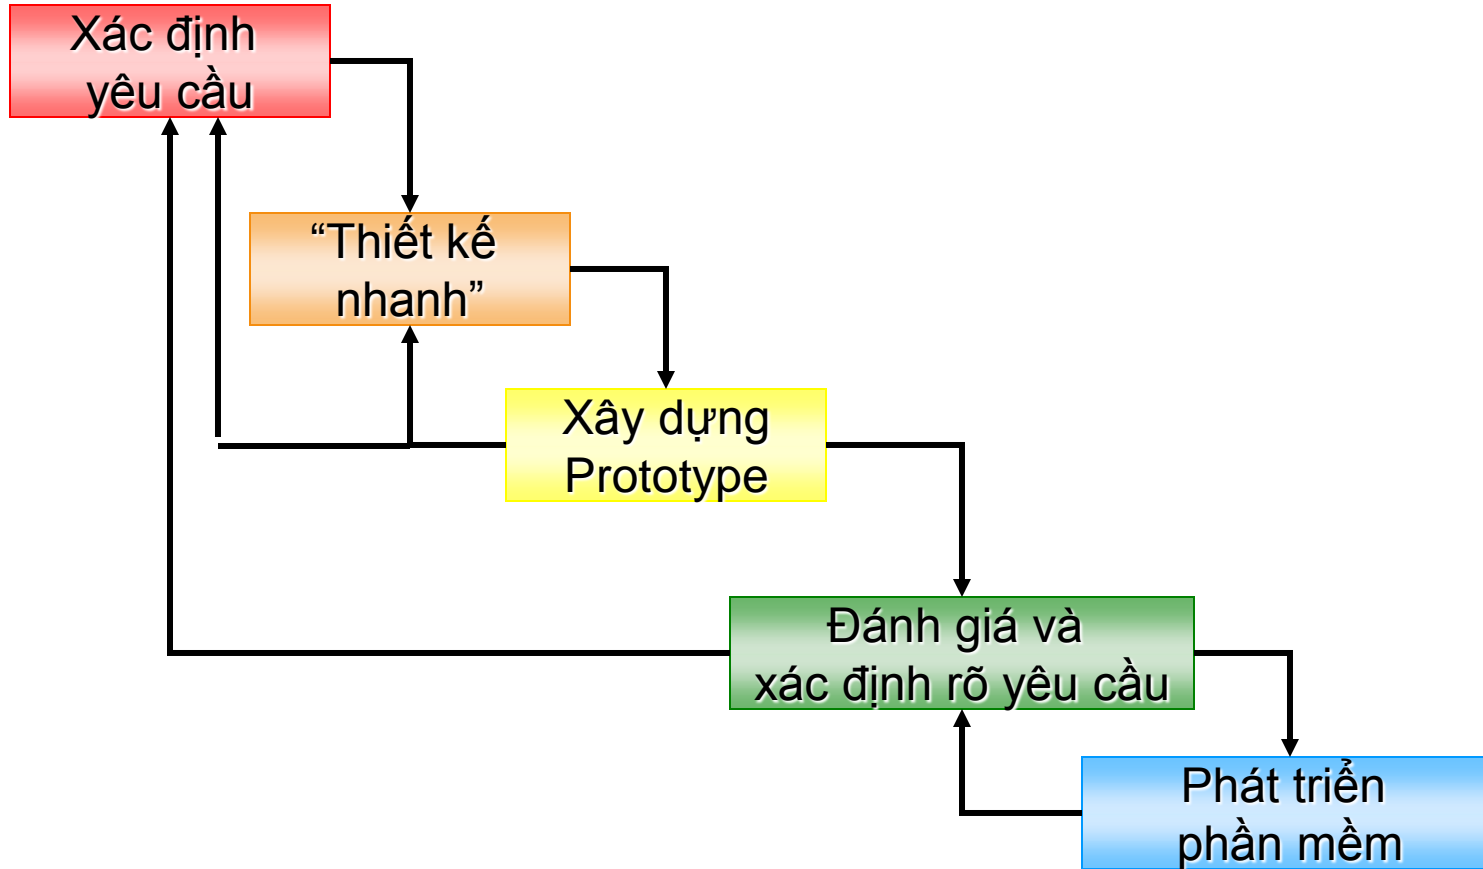 Xác định
yêu cầu
“Thiết kế
nhanh”
Xây dựng
Prototype
Đánh giá và
xác định rõ yêu cầu
Phát triển
phần mềm